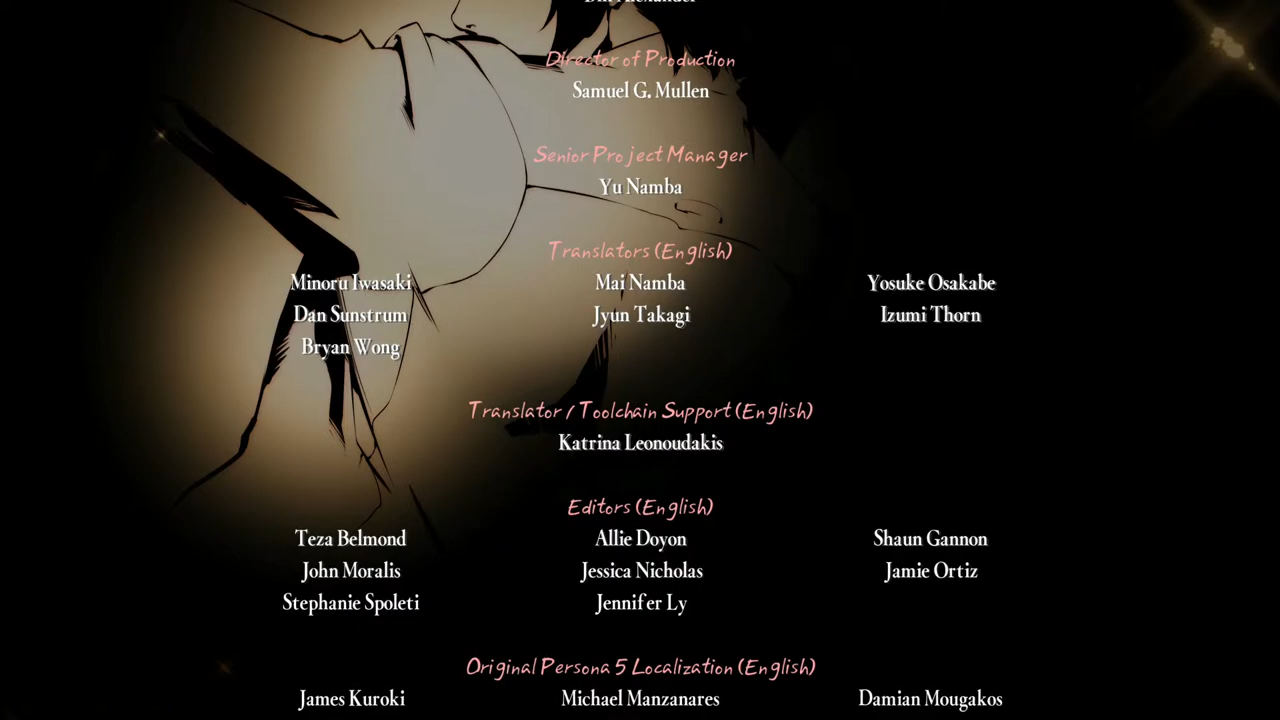 Director of Production
Samuel G. Mullen
Senior Project Manager
Yu Namba
Translators (English)
Minoru Iwasaki Mai Namba Yosuke Osakabe
Dan Sunstrum Jyun Takagi Izumi Thorn
Bryan Wong
Translator / Toolchain Support (English)
Katrina Leonoudakis
Editors (English)
Teza Belmond Allie Doyon Shaun Gannon
John Moralis Jessica Nicholas Jamie Ortiz
Stephanie Spoleti Jennifer Ly
Original Persona 5 Localization (English)
James Kuroki Michael Manzanares Damian Mougakos